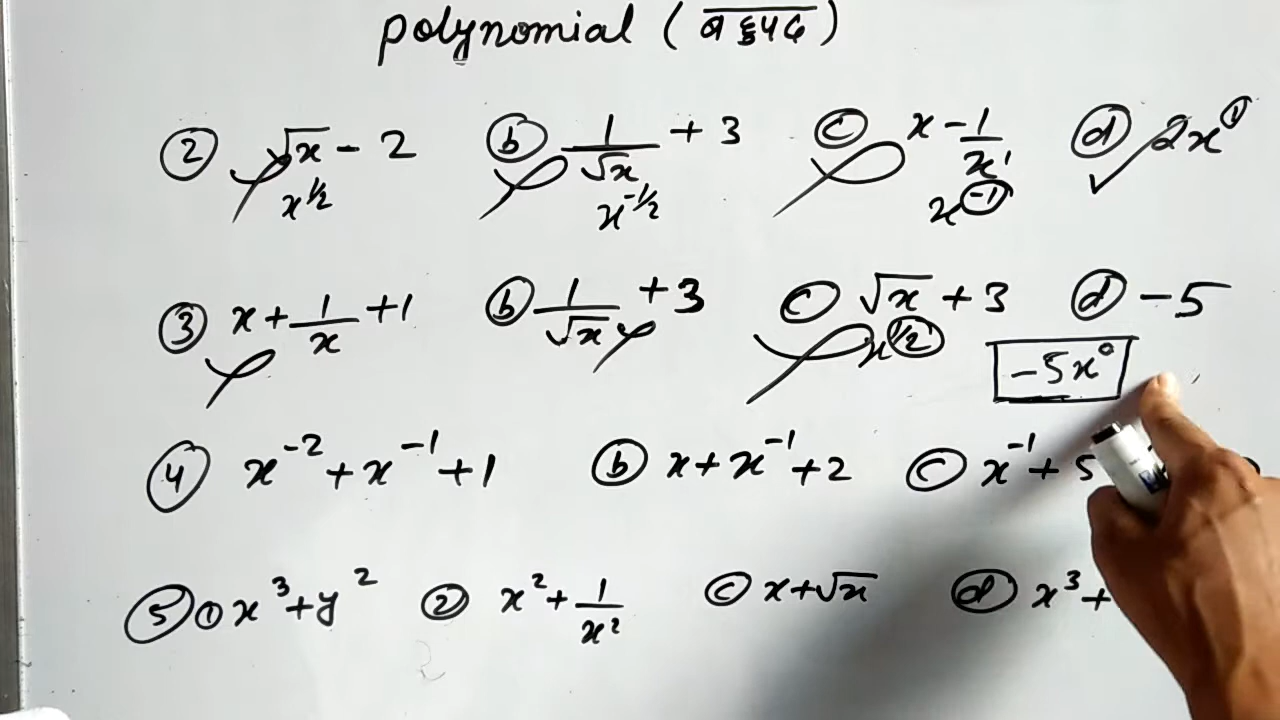 polynomial (बहुपद)
② √x - 2 ⓑ 1/√x + 3 ⓒ x - 1/x¹ ⓓ 2x¹
x^1/2 x^-1/2 x^-1
③ x + 1/x + 1 ⓑ 1/√x + 3 ⓒ √x + 3 ⓓ -5
x^1/2 -5x⁰
④ x⁻² + x⁻¹ + 1 ⓑ x + x⁻¹ + 2 ⓒ x⁻¹ + 5
⑤ ① x³ + y² ② x² + 1/x² ⓒ x + √x ⓓ x³ +